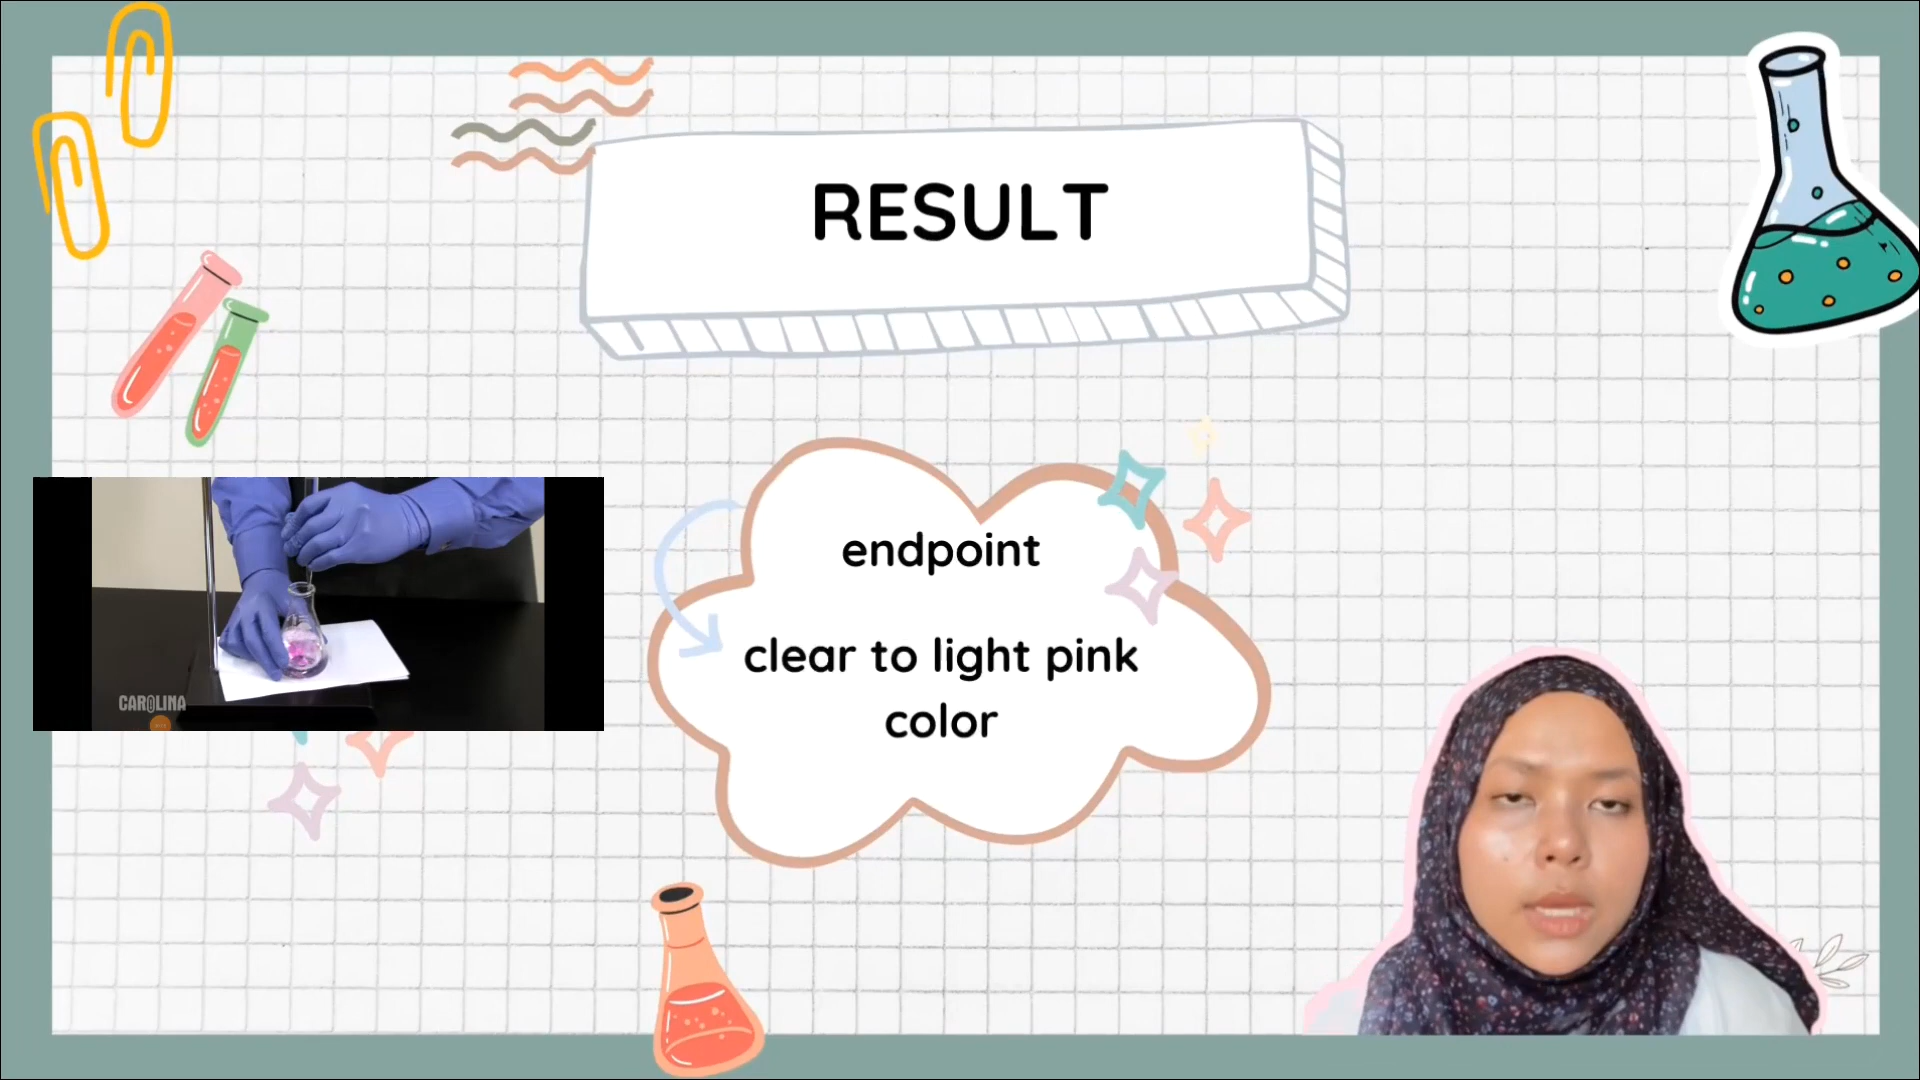 RESULT
endpoint
clear to light pink
color
CAROLINA